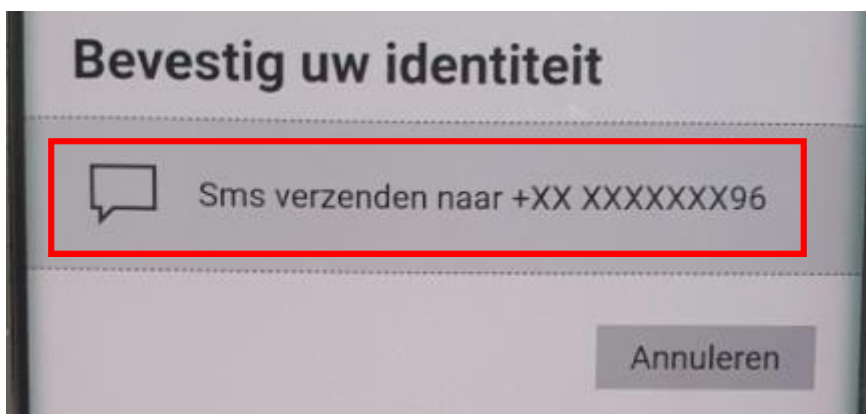 Bevestig uw identiteit
Sms verzenden naar +XX XXXXXXX96
Annuleren